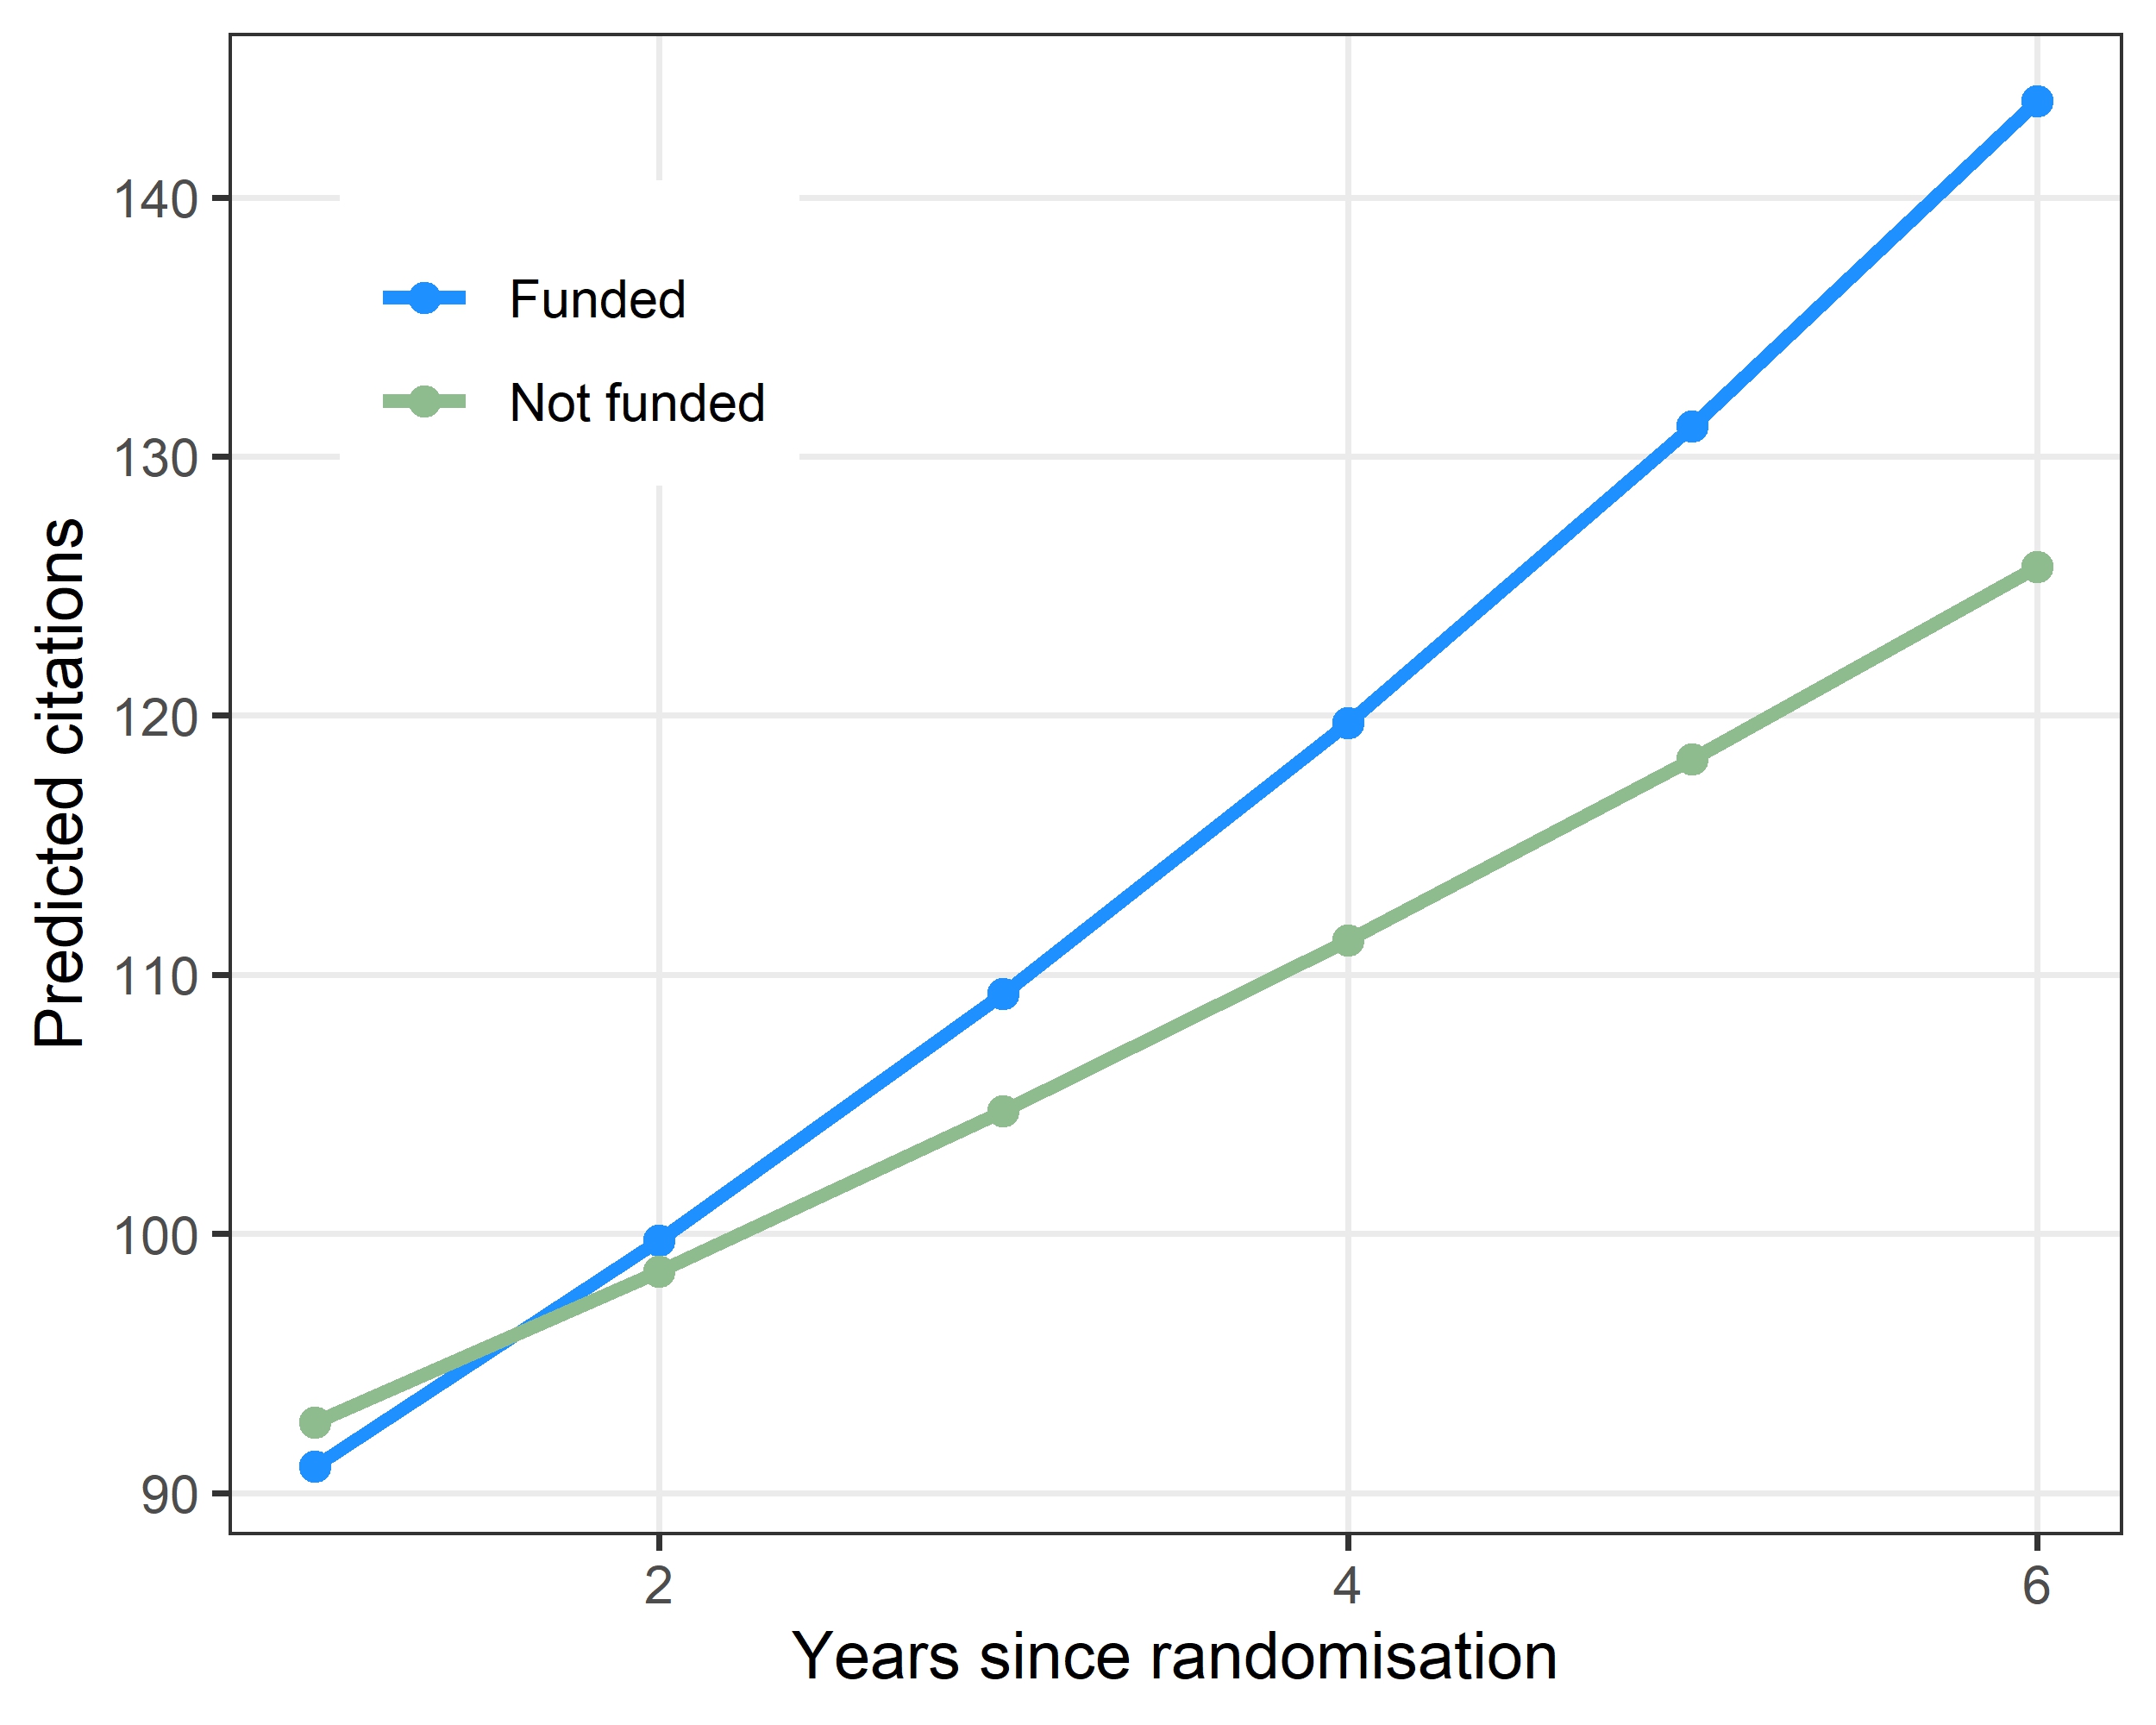 140
130
120
110
100
90
Predicted citations
Funded
Not funded
2
4
6
Years since randomisation